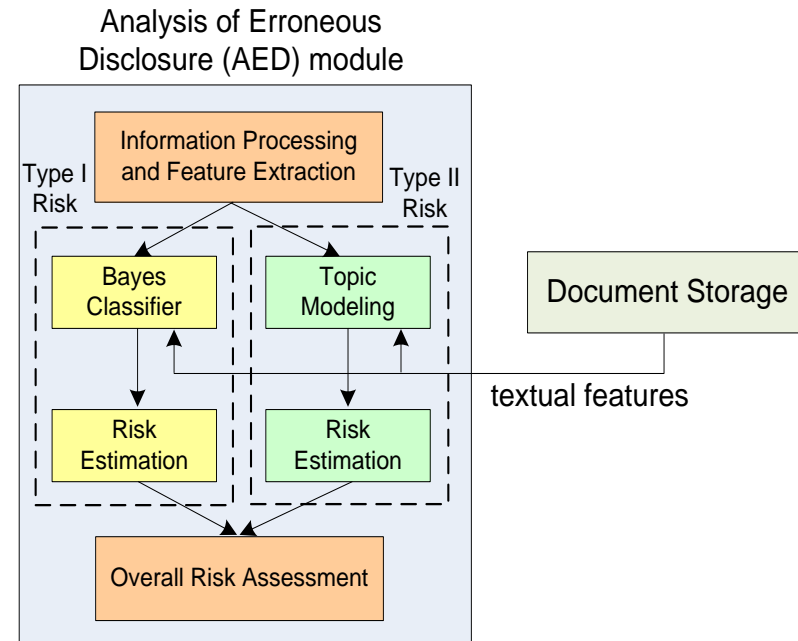 Analysis of Erroneous
Disclosure (AED) module
Information Processing
and Feature Extraction
Type I
Risk
Type II
Risk
Bayes
Classifier
Topic
Modeling
Document Storage
textual features
Risk
Estimation
Risk
Estimation
Overall Risk Assessment